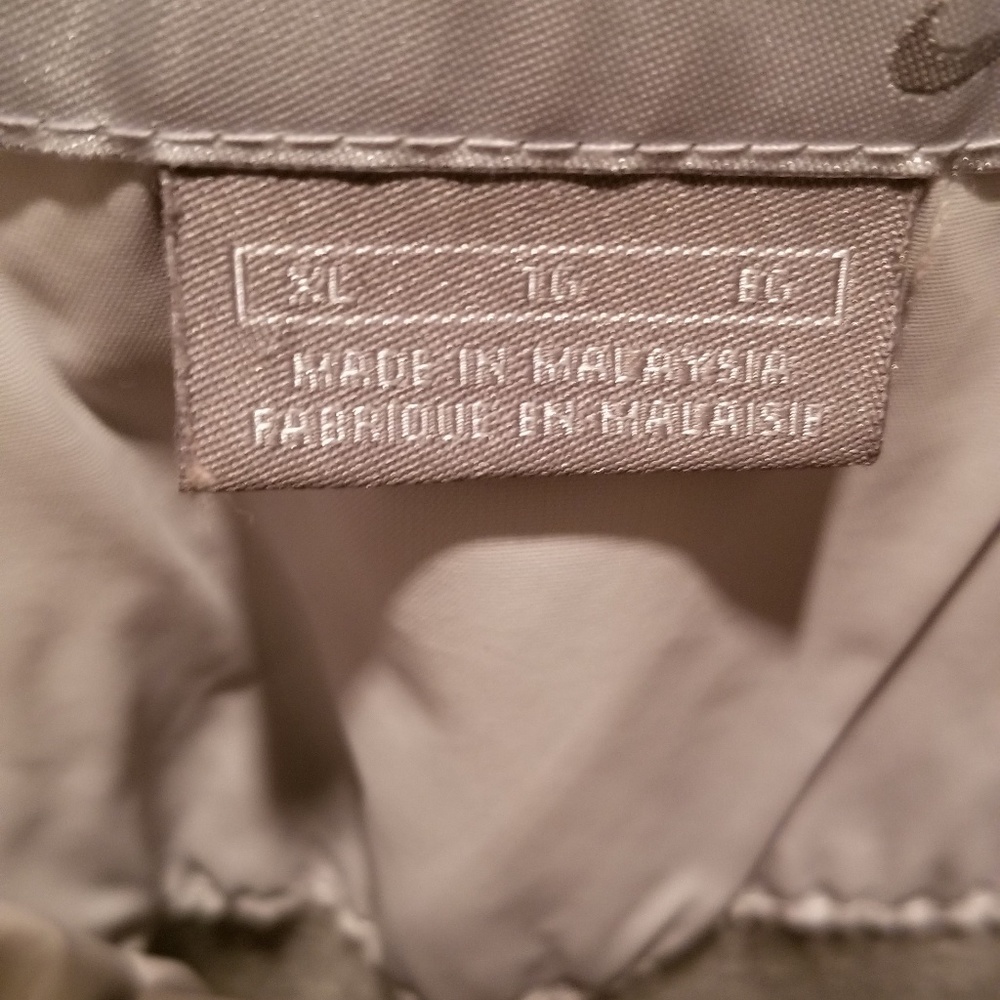 XL TG EG
MADE IN MALAYSIA
FABRIQUE EN MALAISIE